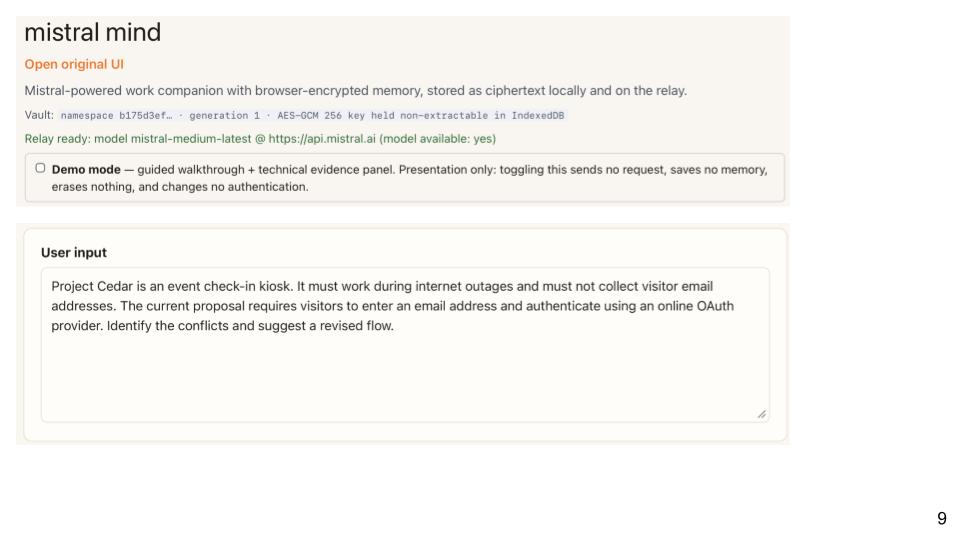 mistral mind
Open original UI
Mistral-powered work companion with browser-encrypted memory, stored as ciphertext locally and on the relay.
Vault: namespace b175d3ef… · generation 1 · AES-GCM 256 key held non-extractable in IndexedDB
Relay ready: model mistral-medium-latest @ https://api.mistral.ai (model available: yes)
Demo mode — guided walkthrough + technical evidence panel. Presentation only: toggling this sends no request, saves no memory,
erases nothing, and changes no authentication.
User input
Project Cedar is an event check-in kiosk. It must work during internet outages and must not collect visitor email
addresses. The current proposal requires visitors to enter an email address and authenticate using an online OAuth
provider. Identify the conflicts and suggest a revised flow.
9